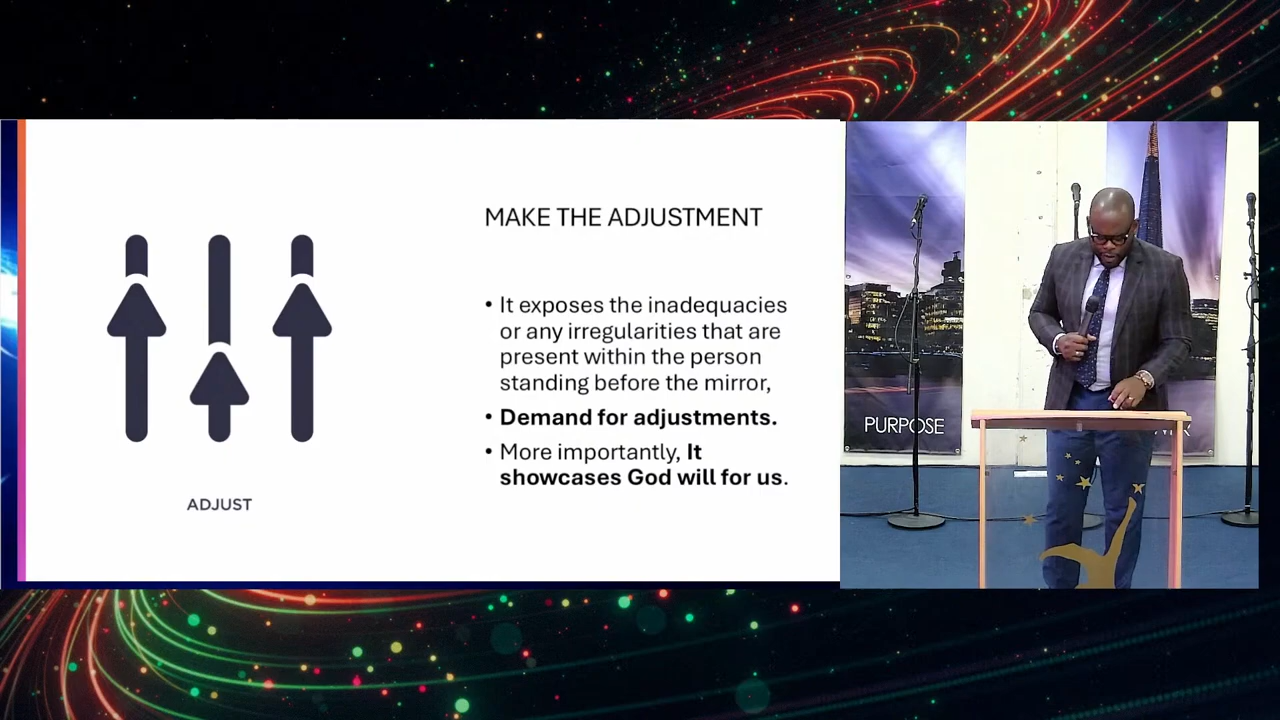 MAKE THE ADJUSTMENT
• It exposes the inadequacies
or any irregularities that are
present within the person
standing before the mirror,
• Demand for adjustments.
• More importantly, It
showcases God will for us.
ADJUST
PURPOSE